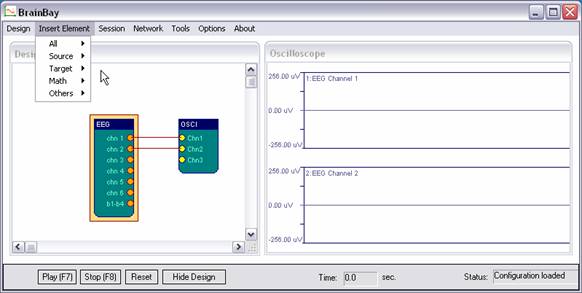 BrainBay
Design Insert Element Session Network Tools Options About
All
Source
Target
Math
Others
Oscilloscope
EEG
chn 1
chn 2
chn 3
chn 4
chn 5
chn 6
b1-b4
OSCI
Chn1
Chn2
Chn3
256.00 uV
1:EEG Channel 1
0.00 uV
-256.00 uV
256.00 uV
2:EEG Channel 2
0.00 uV
-256.00 uV
Play (F7) Stop (F8) Reset Hide Design Time: 0.0 sec. Status: Configuration loaded